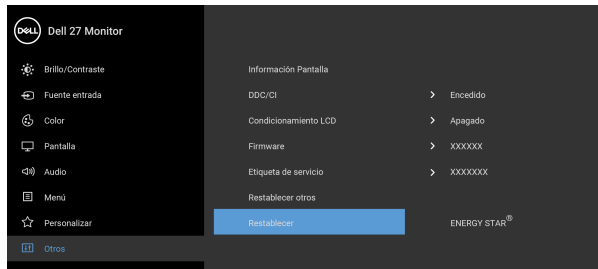 DELL Dell 27 Monitor
Brillo/Contraste Información Pantalla
Fuente entrada DDC/CI > Encedido
Color Condicionamiento LCD > Apagado
Pantalla Firmware > XXXXXX
Audio Etiqueta de servicio > XXXXXXX
Menú Restablecer otros
Personalizar Restablecer ENERGY STAR®
Otros